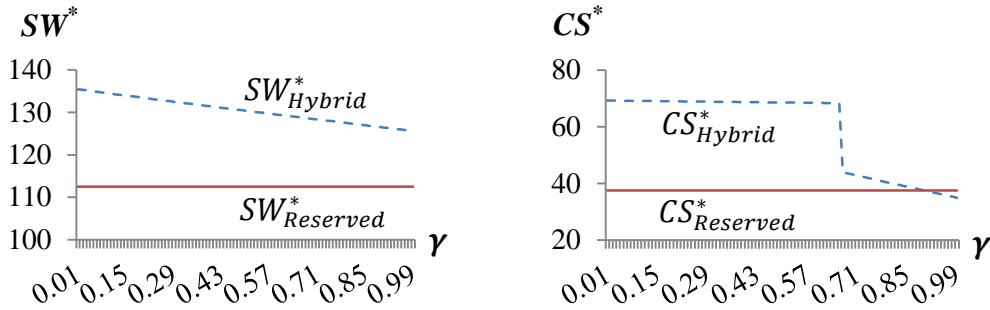 SW*
140
130
120
110
100
SW*Hybrid
SW*Reserved
γ
0.01 0.15 0.29 0.43 0.57 0.71 0.85 0.99
CS*
80
60
40
20
CS*Hybrid
CS*Reserved
γ
0.01 0.15 0.29 0.43 0.57 0.71 0.85 0.99